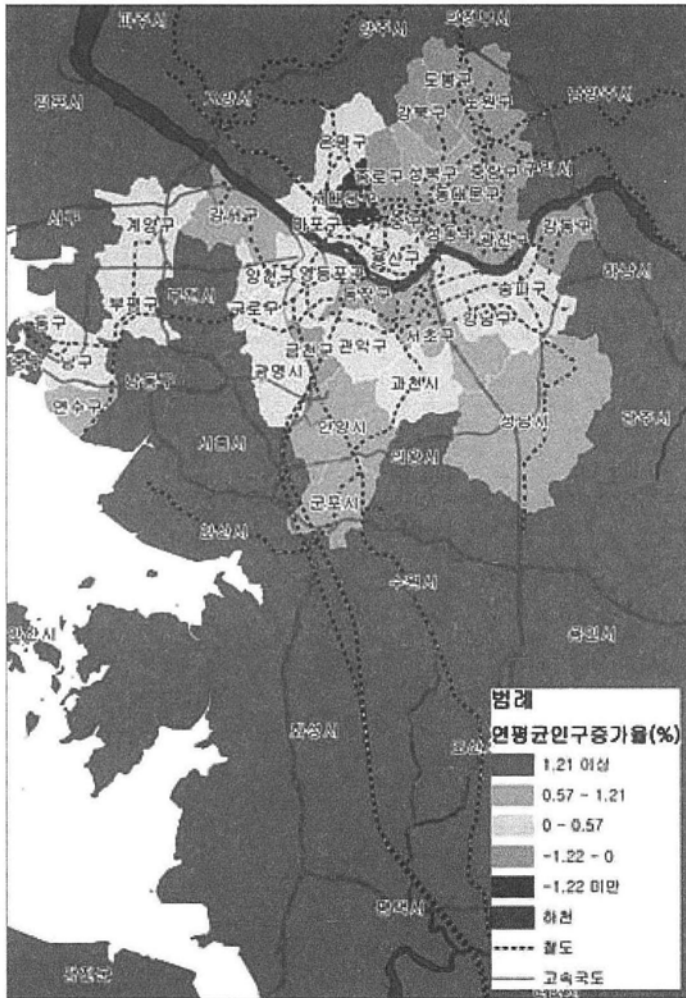 파주시
양주시
의정부시
김포시
고양시
도봉구
강북구
노원구
남양주시
은평구
종로구
성북구
중랑구
구리시
서대문구
동대문구
서구
계양구
강서구
마포구
중구
성동구
광진구
강동구
용산구
하남시
양천구
영등포구
송파구
부평구
부천시
구로구
동작구
강남구
서초구
동구
금천구
관악구
남구
광명시
과천시
남동구
연수구
성남시
광주시
안양시
시흥시
의왕시
군포시
안산시
수원시
안산시
용인시
화성시
평택시
당진군
범례
연평균인구증가율(%)
1.21 이상
0.57 - 1.21
0 - 0.57
-1.22 - 0
-1.22 미만
하천
철도
고속국도